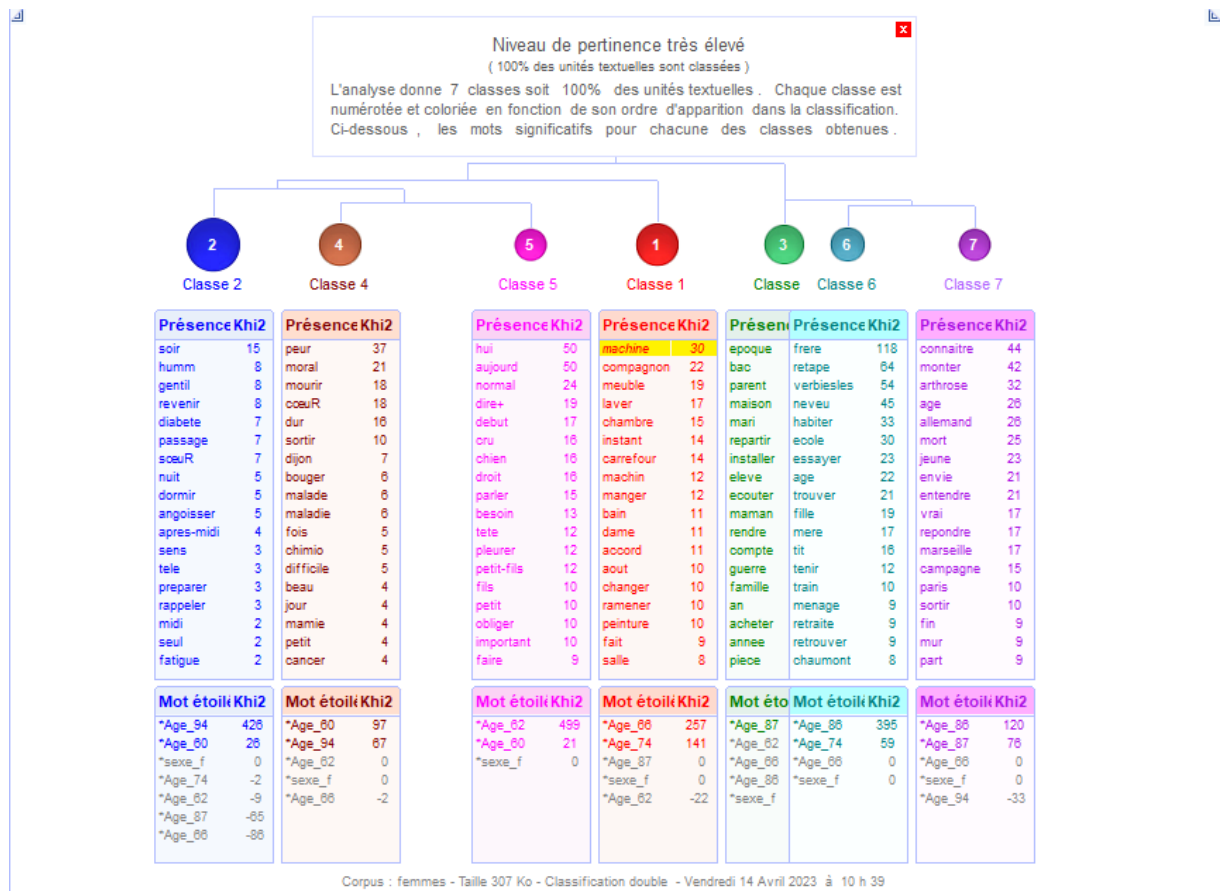 x
Niveau de pertinence très élevé
( 100% des unités textuelles sont classées )
L'analyse donne 7 classes soit 100% des unités textuelles . Chaque classe est
numérotée et coloriée en fonction de son ordre d'apparition dans la classification.
Ci-dessous , les mots significatifs pour chacune des classes obtenues .
2 4 5 1 3 6 7
Classe 2 Classe 4 Classe 5 Classe 1 Classe Classe 6 Classe 7
Présence Khi2 Présence Khi2 Présence Khi2 Présence Khi2 Présen Présence Khi2 Présence Khi2
soir 15 peur 37 hui 50 machine 30 epoque frere 118 connaitre 44
humm 8 moral 21 aujourd 50 compagnon 22 bac retape 64 monter 42
gentil 8 mourir 18 normal 24 meuble 19 parent verbiesles 54 arthrose 32
revenir 8 cœuR 18 dire+ 19 laver 17 maison neveu 45 age 26
diabete 7 dur 16 debut 17 chambre 15 mari habiter 33 allemand 26
passage 7 sortir 10 cru 16 instant 14 repartir ecole 30 mort 25
sœuR 7 dijon 7 chien 16 carrefour 14 installer essayer 23 jeune 23
nuit 5 bouger 6 droit 16 machin 12 eleve age 22 envie 21
dormir 5 malade 6 parler 15 manger 12 ecouter trouver 21 entendre 21
angoisser 5 maladie 6 besoin 13 bain 11 maman fille 19 vrai 17
apres-midi 4 fois 5 tete 12 dame 11 rendre mere 17 repondre 17
sens 3 chimio 5 pleurer 12 accord 11 compte tit 16 marseille 17
tele 3 difficile 5 petit-fils 12 aout 10 guerre tenir 12 campagne 15
preparer 3 beau 4 fils 10 changer 10 famille train 10 paris 10
rappeler 3 jour 4 petit 10 ramener 10 an menage 9 sortir 10
midi 2 mamie 4 obliger 10 peinture 10 acheter retraite 9 fin 9
seul 2 petit 4 important 10 fait 9 annee retrouver 9 mur 9
fatigue 2 cancer 4 faire 9 salle 8 piece chaumont 8 part 9
Mot étoilé Khi2 Mot étoilé Khi2 Mot étoilé Khi2 Mot étoilé Khi2 Mot éto Mot étoilé Khi2 Mot étoilé Khi2
*Age_94 426 *Age_60 97 *Age_62 499 *Age_66 257 *Age_87 *Age_86 395 *Age_86 120
*Age_60 26 *Age_94 67 *Age_60 21 *Age_74 141 *Age_62 *Age_74 59 *Age_87 76
*sexe_f 0 *Age_62 0 *sexe_f 0 *Age_87 0 *Age_66 *Age_66 0 *Age_66 0
*Age_74 -2 *sexe_f 0 *sexe_f 0 *Age_86 *sexe_f 0 *sexe_f 0
*Age_62 -9 *Age_66 -2 *Age_62 -22 *sexe_f *Age_94 -33
*Age_87 -65
*Age_66 -86
Corpus : femmes - Taille 307 Ko - Classification double - Vendredi 14 Avril 2023 à 10 h 39